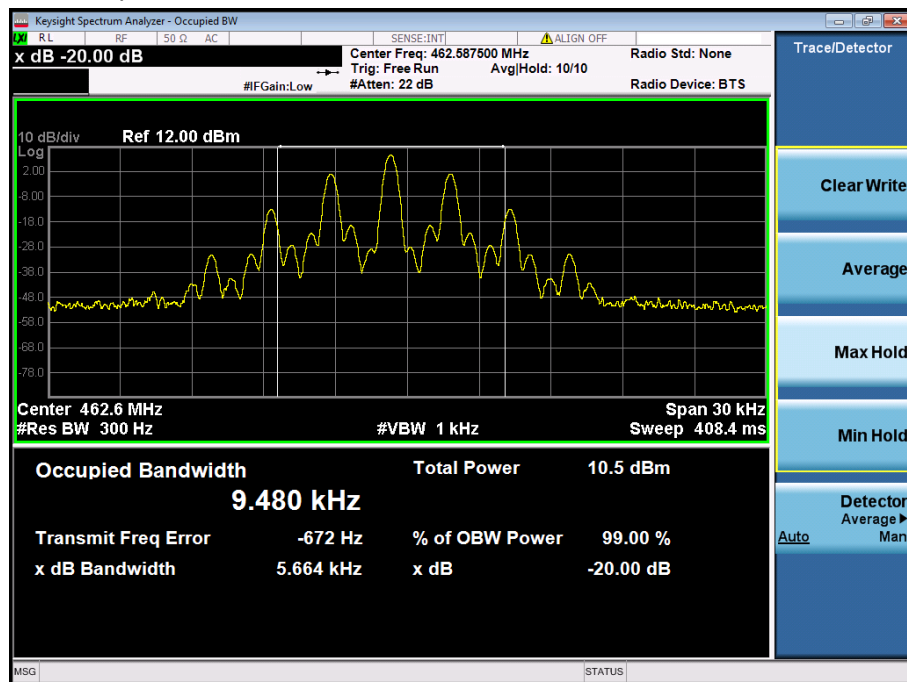 Keysight Spectrum Analyzer - Occupied BW
LXI RL RF 50 Ω AC SENSE:INT ALIGN OFF
x dB -20.00 dB
Center Freq: 462.587500 MHz Radio Std: None
Trig: Free Run Avg|Hold: 10/10
#IFGain:Low #Atten: 22 dB Radio Device: BTS
10 dB/div Ref 12.00 dBm
Log
2.00
-8.00
-18.0
-28.0
-38.0
-48.0
-58.0
-68.0
-78.0
Center 462.6 MHz Span 30 kHz
#Res BW 300 Hz #VBW 1 kHz Sweep 408.4 ms
Occupied Bandwidth Total Power 10.5 dBm
9.480 kHz
Transmit Freq Error -672 Hz % of OBW Power 99.00 %
x dB Bandwidth 5.664 kHz x dB -20.00 dB
MSG STATUS
Trace/Detector
Clear Write
Average
Max Hold
Min Hold
Detector
Average
Auto Man